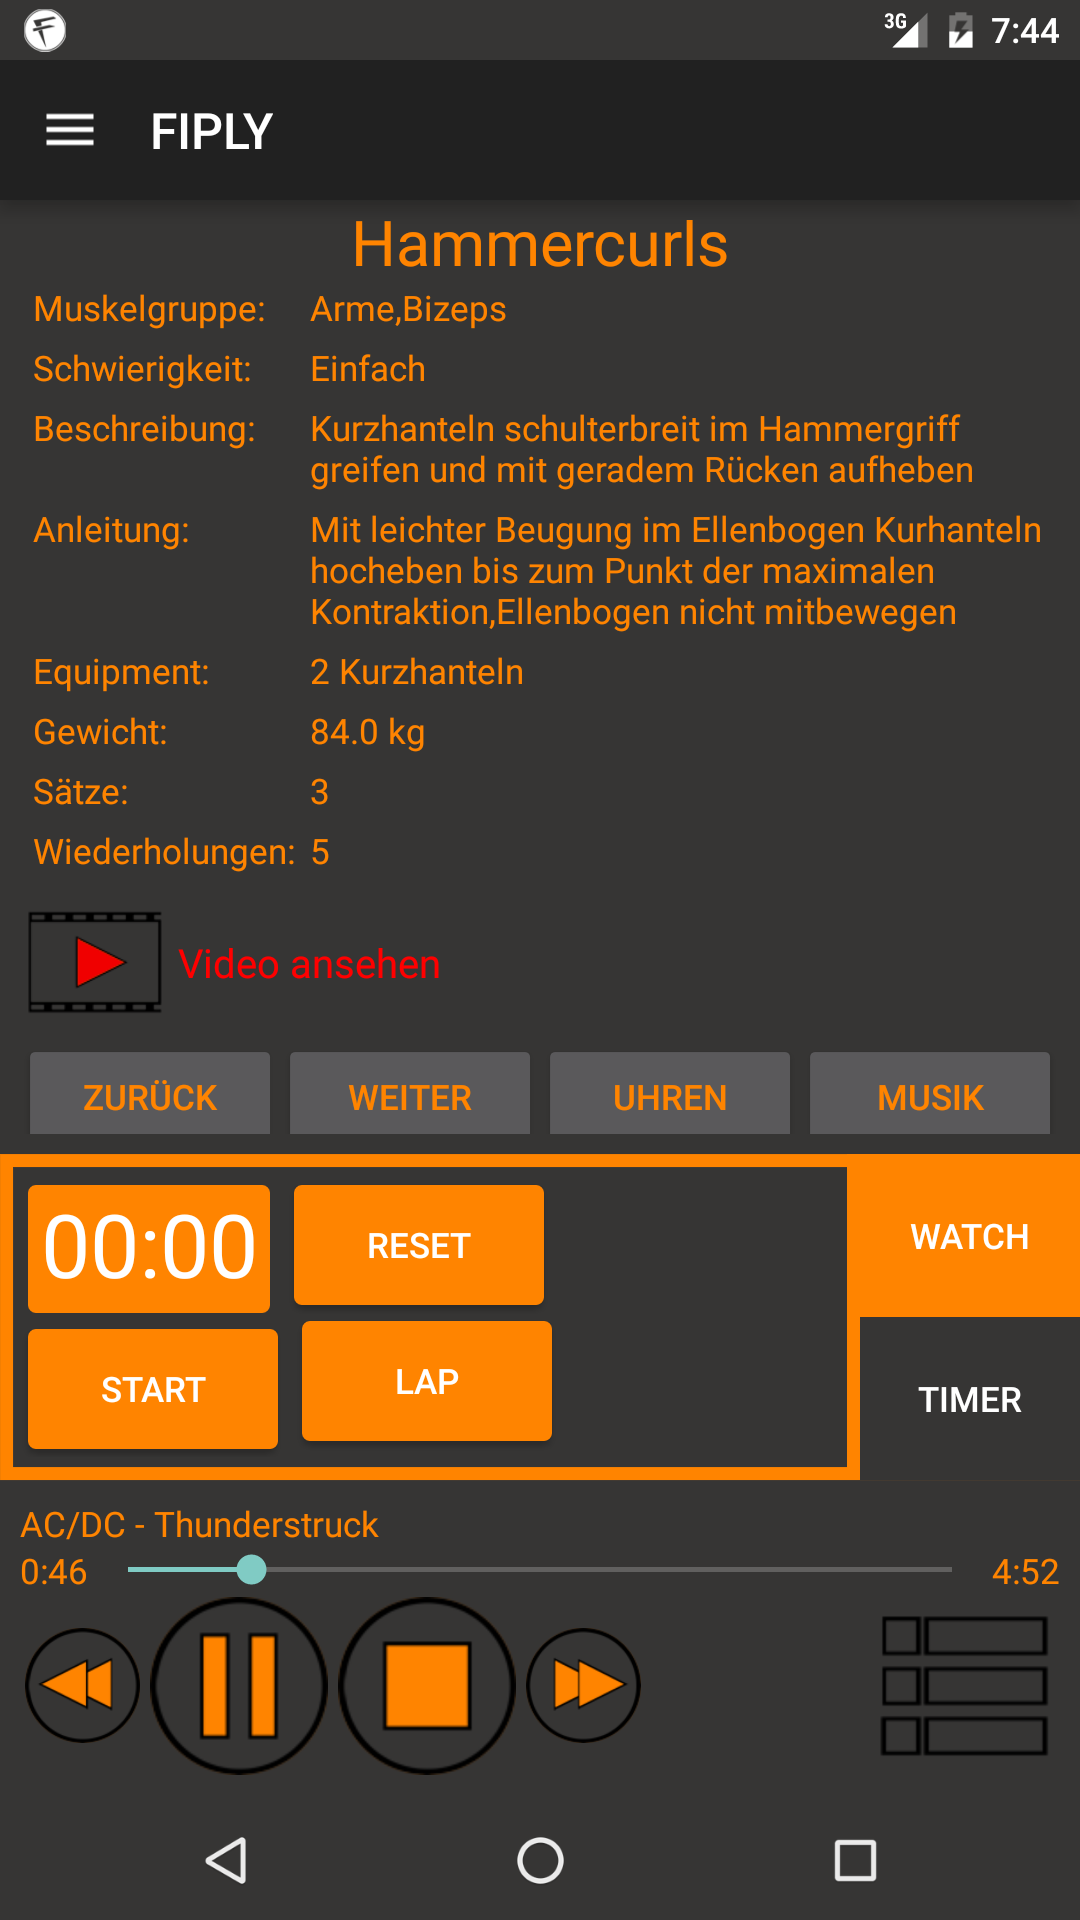 3G 7:44
FIPLY
Hammercurls
Muskelgruppe: Arme,Bizeps
Schwierigkeit: Einfach
Beschreibung: Kurzhanteln schulterbreit im Hammergriff
greifen und mit geradem Rücken aufheben
Anleitung: Mit leichter Beugung im Ellenbogen Kurhanteln
hocheben bis zum Punkt der maximalen
Kontraktion,Ellenbogen nicht mitbewegen
Equipment: 2 Kurzhanteln
Gewicht: 84.0 kg
Sätze: 3
Wiederholungen: 5
Video ansehen
ZURÜCK WEITER UHREN MUSIK
00:00 RESET WATCH
START LAP TIMER
AC/DC - Thunderstruck
0:46 4:52